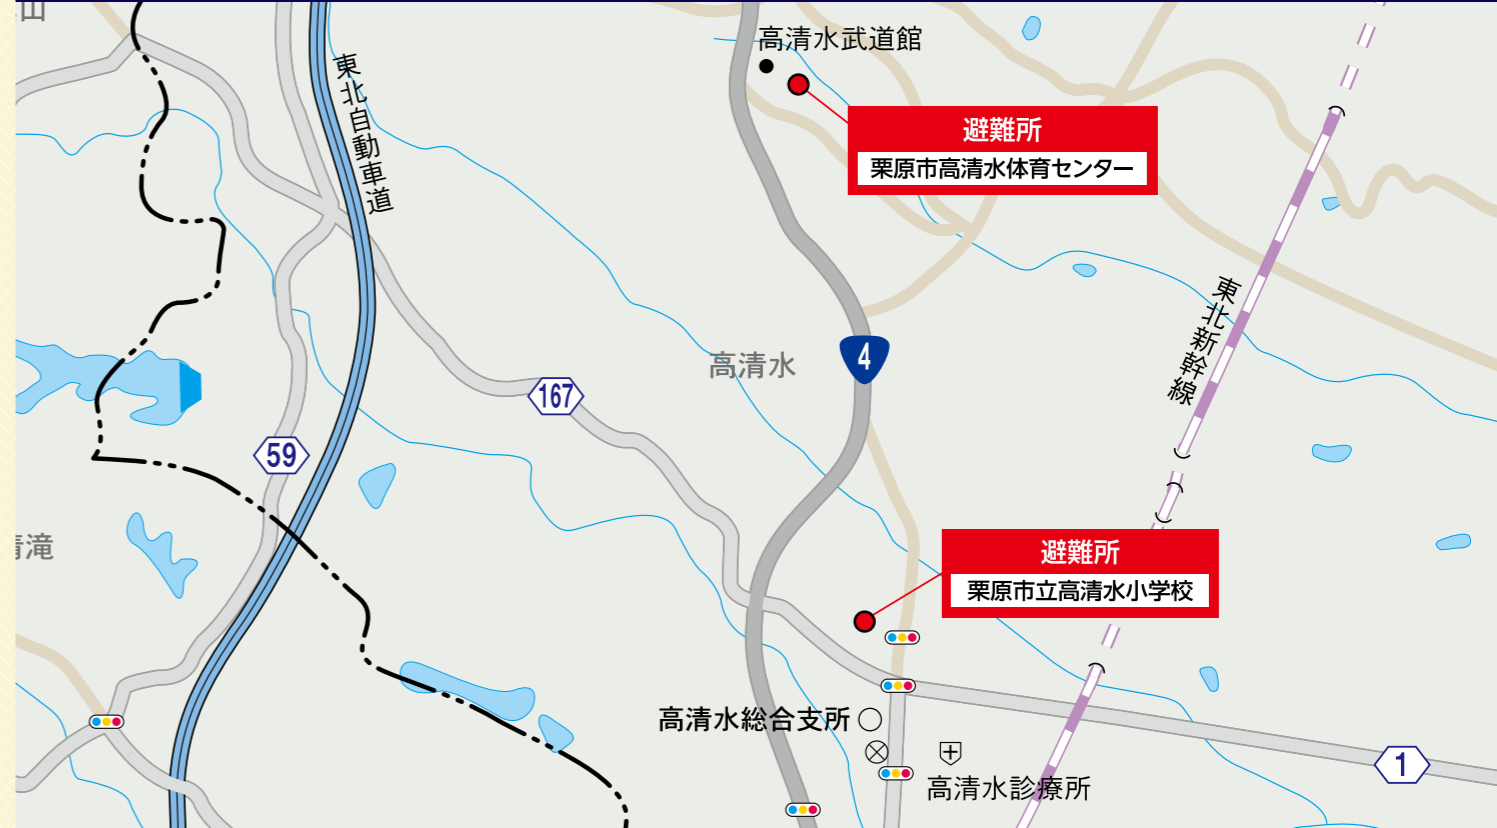 山
高清水武道館
東北自動車道
避難所
栗原市高清水体育センター
東北新幹線
高清水
4
167
59
清滝
避難所
栗原市立高清水小学校
高清水総合支所
高清水診療所
1